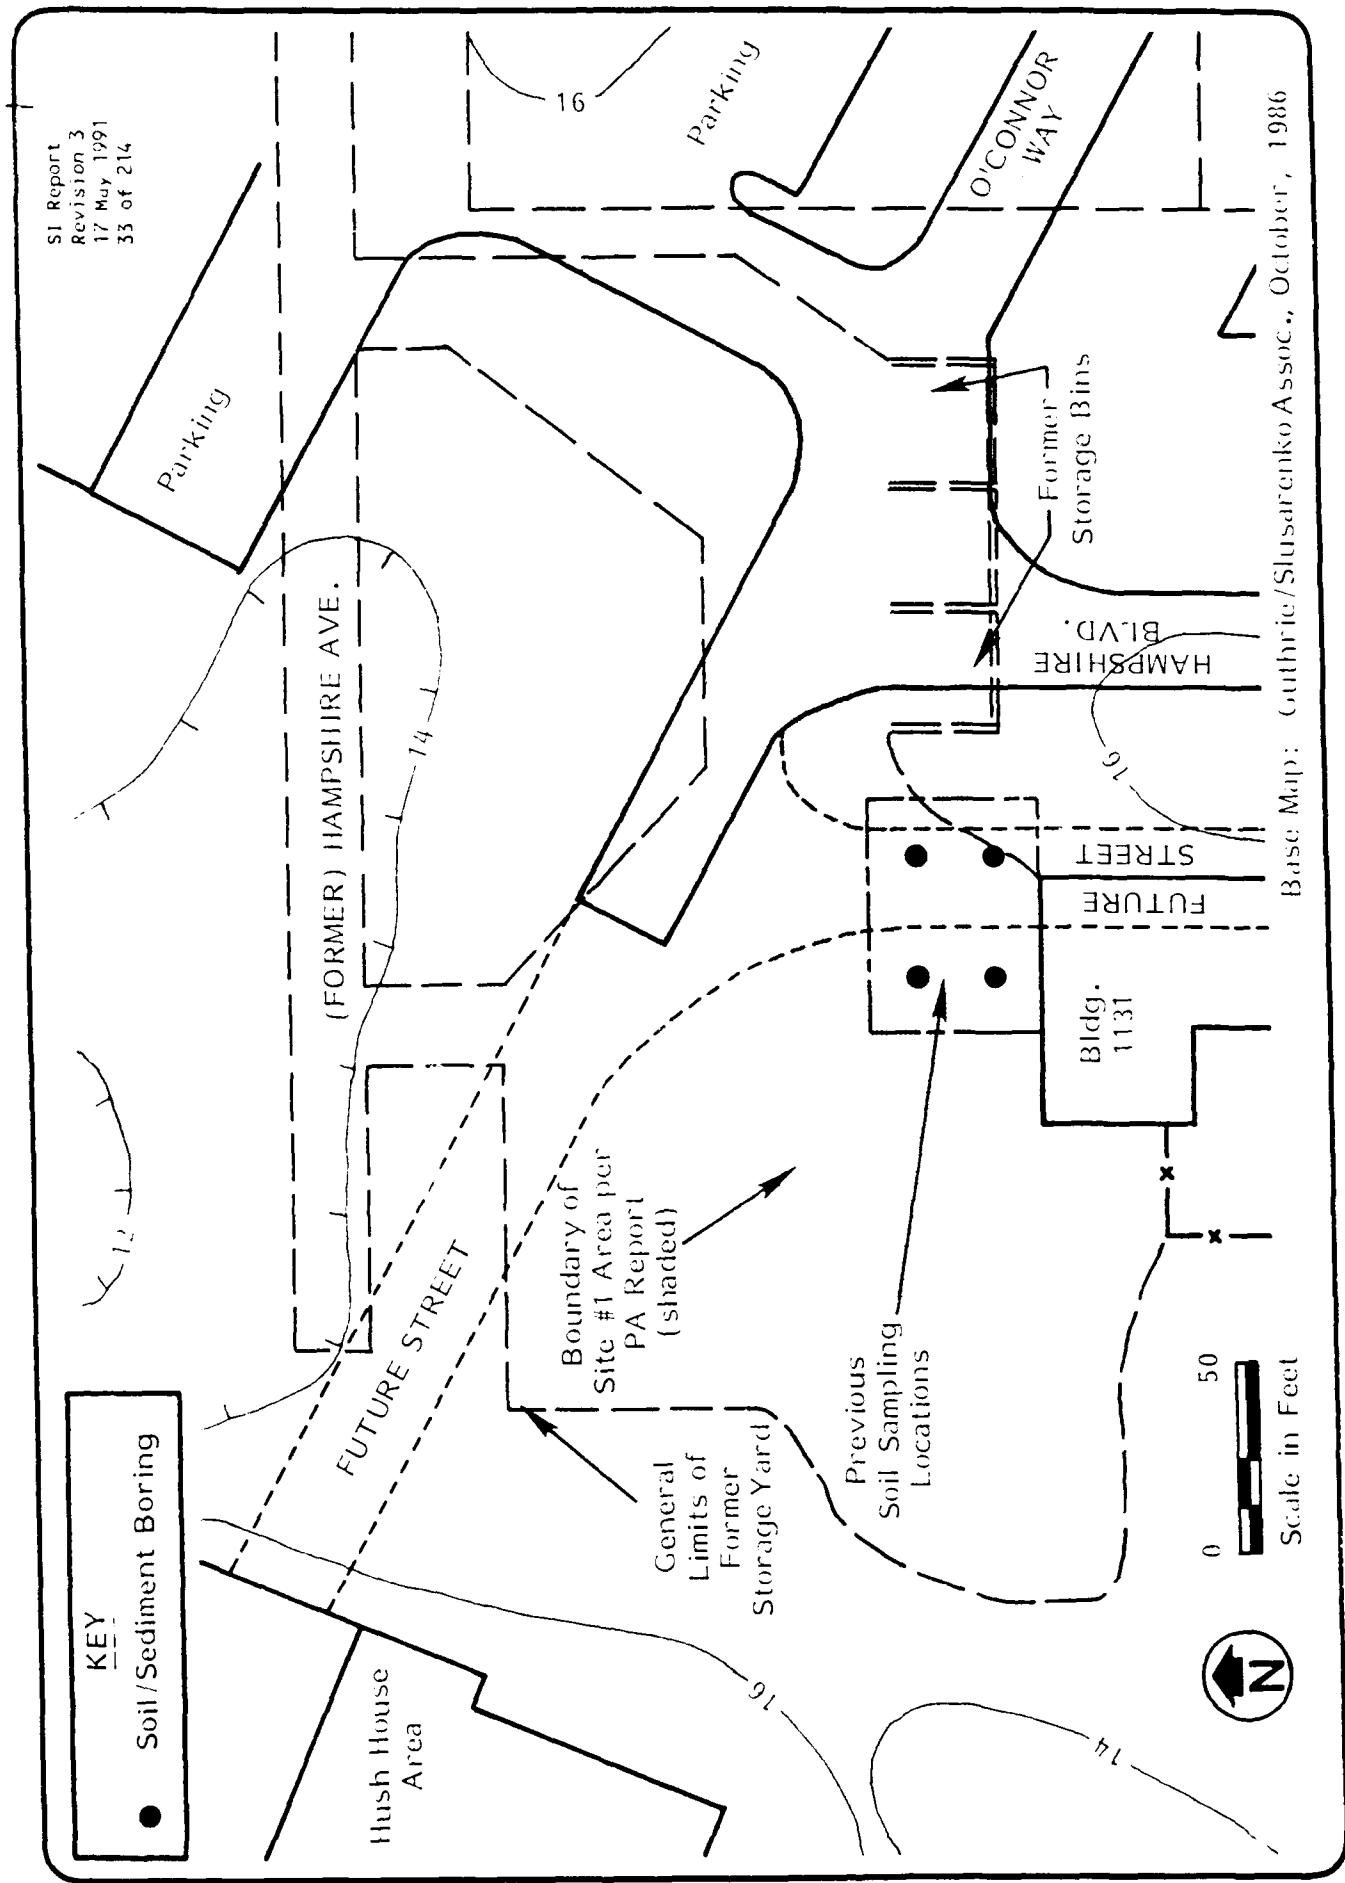 SI Report
Revision 3
17 May 1991
33 of 214
KEY
Soil/Sediment Boring
Parking
Parking
16
O'CONNOR
WAY
(FORMER) HAMPSHIRE AVE.
14
12
FUTURE STREET
Hush House
Area
General
Limits of
Former
Storage Yard
Boundary of
Site #1 Area per
PA Report
(shaded)
Previous
Soil Sampling
Locations
Former
Storage Bins
HAMPSHIRE
BLVD.
16
FUTURE
STREET
Bldg.
1131
16
14
N
0 50
Scale in Feet
Base Map: Guthrie/Slusarenko Assoc., October, 1986